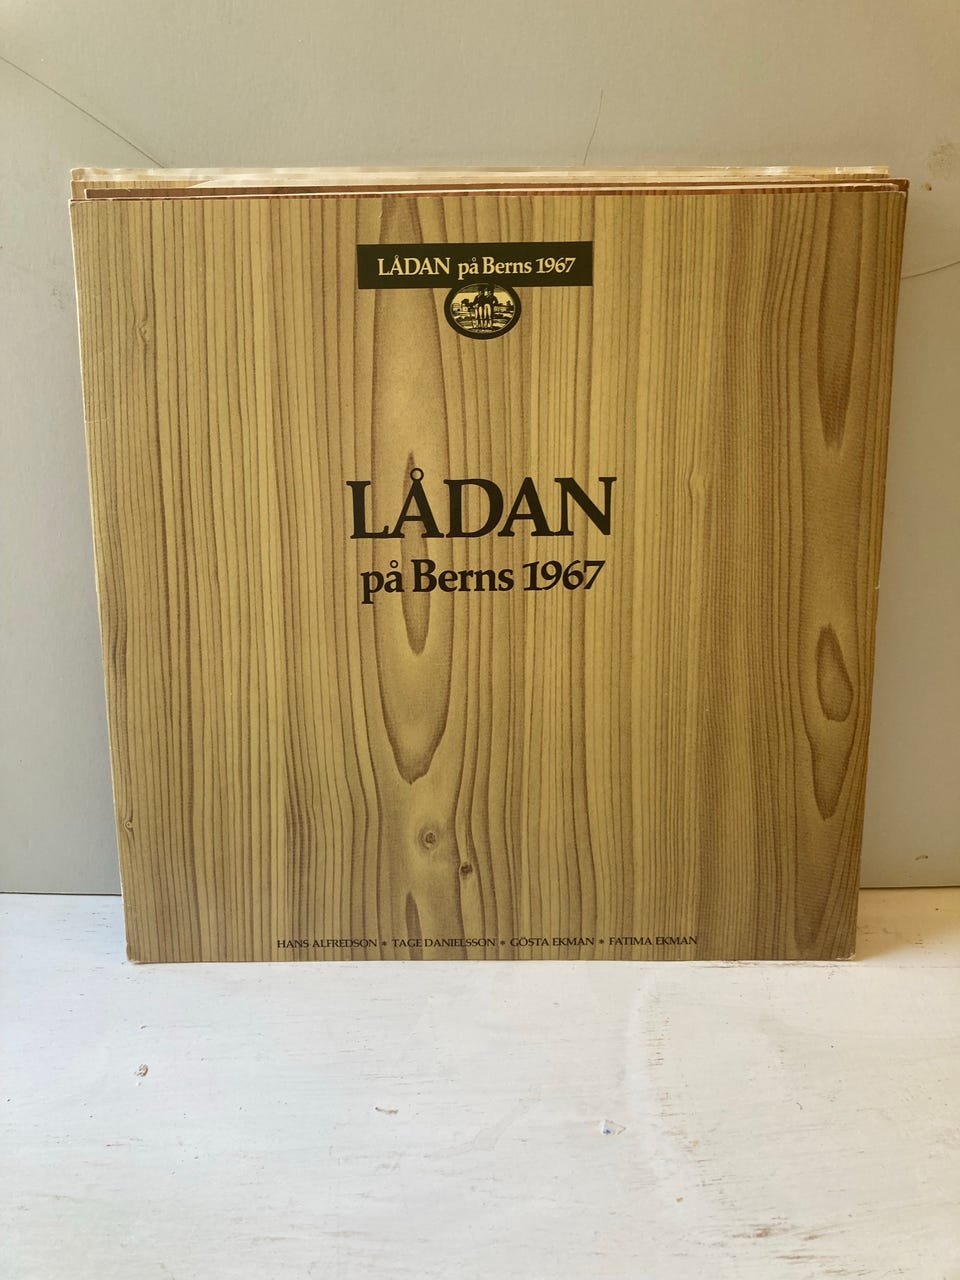 LÅDAN på Berns 1967
LÅDAN
på Berns 1967
HANS ALFREDSON * TAGE DANIELSSON * GÖSTA EKMAN * FATIMA EKMAN